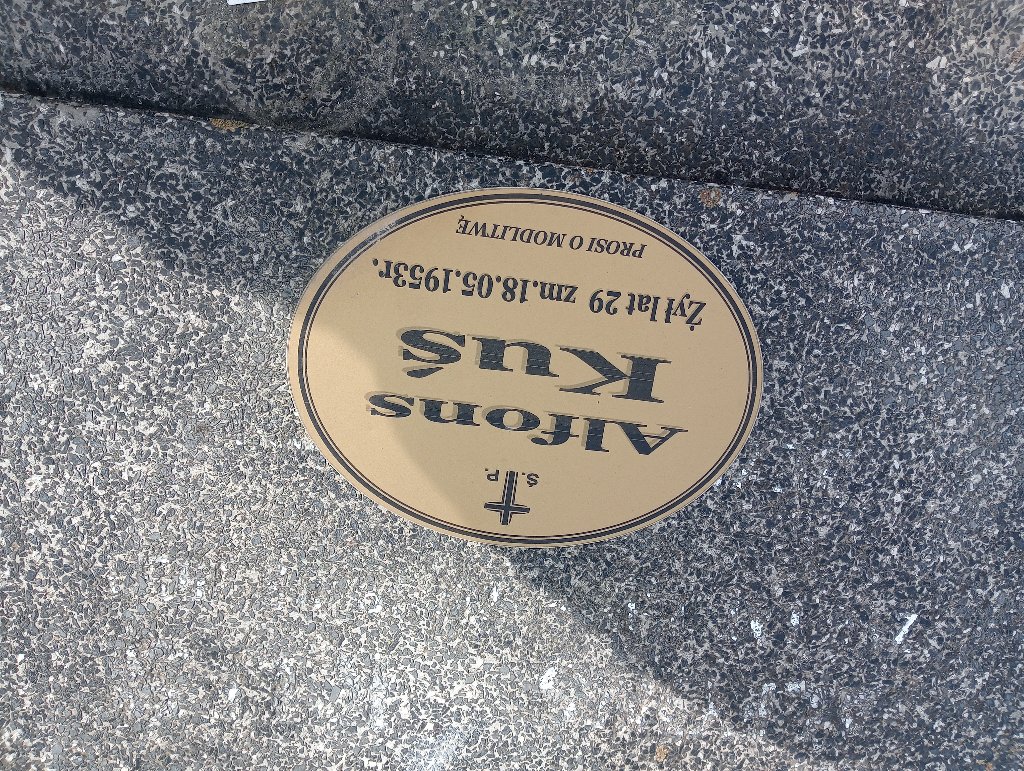 Ś. P.
Alfons
Kuś
Żył lat 29 zm.18.05.1953r.
PROSI O MODLITWĘ